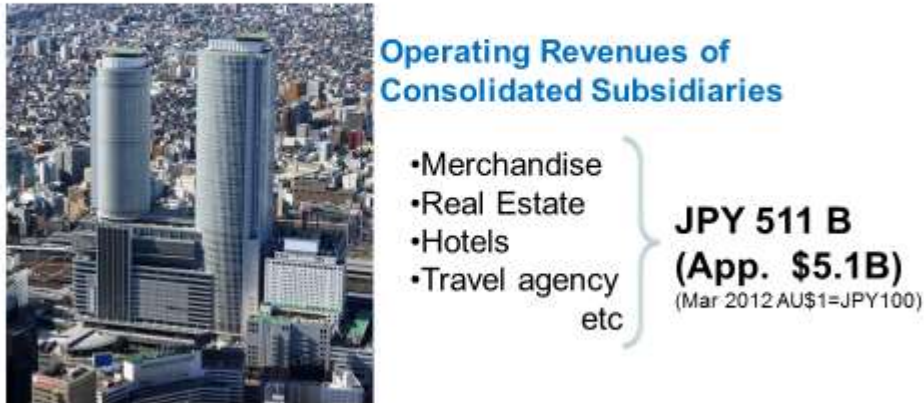 Operating Revenues of
Consolidated Subsidiaries
•Merchandise
•Real Estate
•Hotels
•Travel agency
etc
JPY 511 B
(App. $5.1B)
(Mar 2012 AU$1=JPY100)